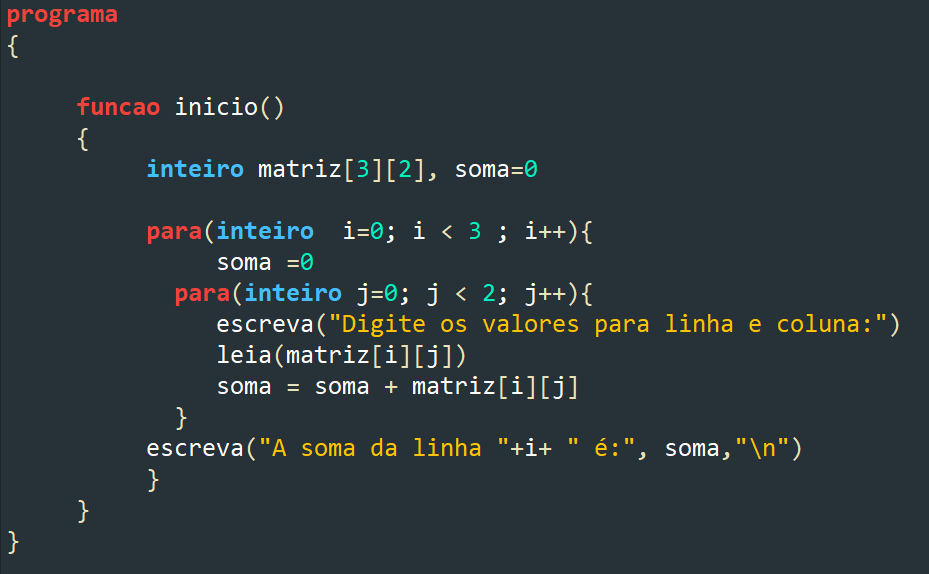 programa
{
funcao inicio()
{
inteiro matriz[3][2], soma=0
para(inteiro  i=0; i < 3 ; i++){
soma =0
para(inteiro j=0; j < 2; j++){
escreva("Digite os valores para linha e coluna:")
leia(matriz[i][j])
soma = soma + matriz[i][j]
}
escreva("A soma da linha "+i+ " é:", soma,"\n")
}
}
}